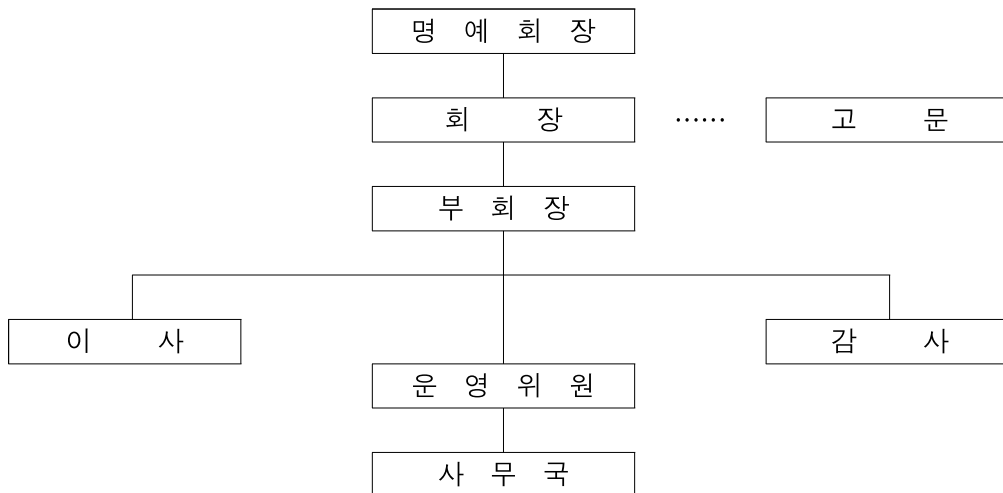 명 예 회 장
회 장 …… 고 문
부 회 장
이 사 감 사
운 영 위 원
사 무 국